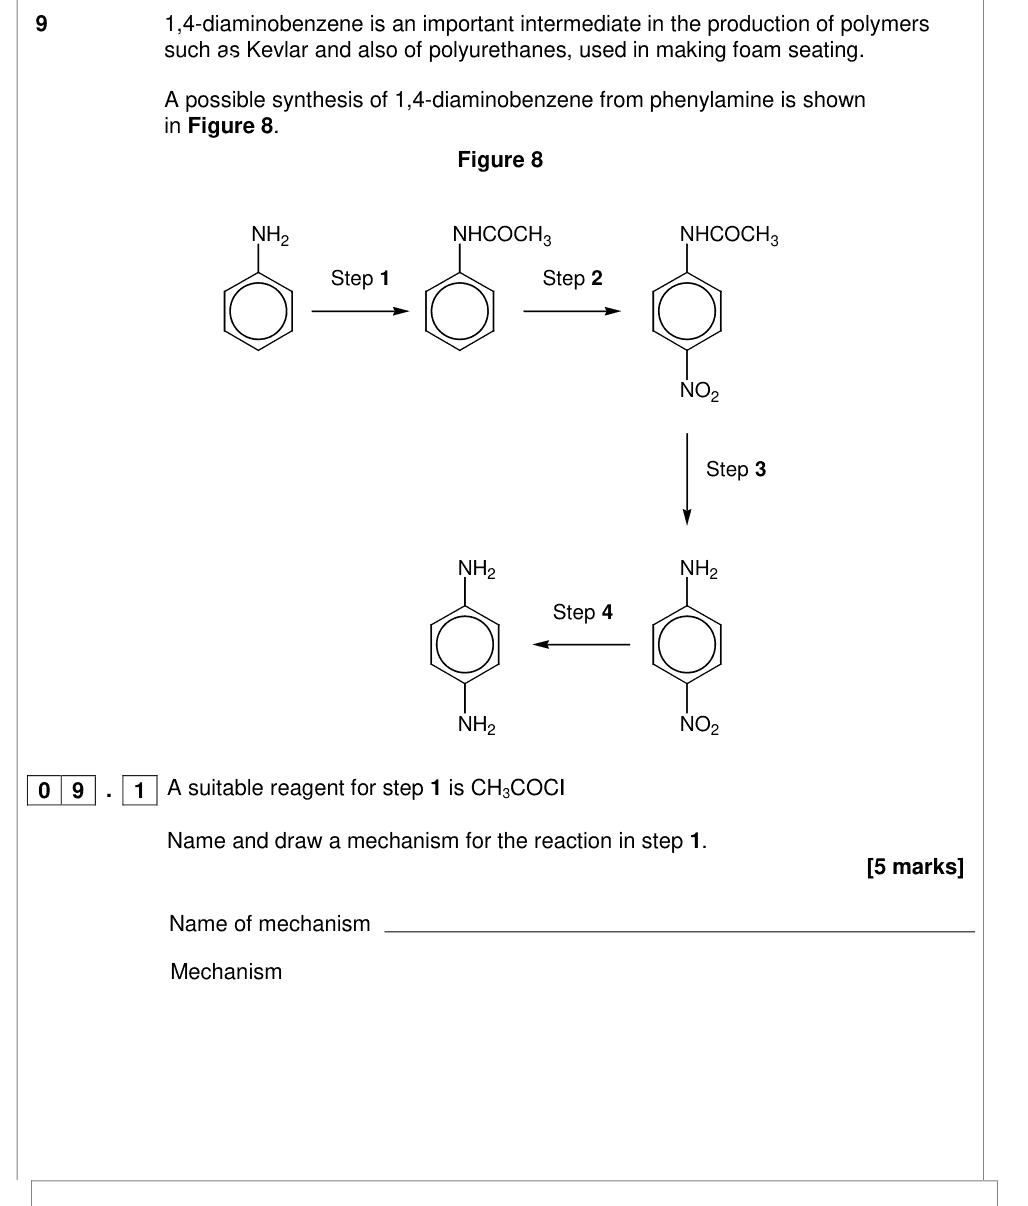 9 1,4-diaminobenzene is an important intermediate in the production of polymers
such as Kevlar and also of polyurethanes, used in making foam seating.
A possible synthesis of 1,4-diaminobenzene from phenylamine is shown
in Figure 8.
Figure 8
NH₂ NHCOCH₃ NHCOCH₃
Step 1 Step 2
NO₂
Step 3
NH₂ NH₂
Step 4
NH₂ NO₂
0 9 . 1 A suitable reagent for step 1 is CH₃COCl
Name and draw a mechanism for the reaction in step 1.
[5 marks]
Name of mechanism
Mechanism